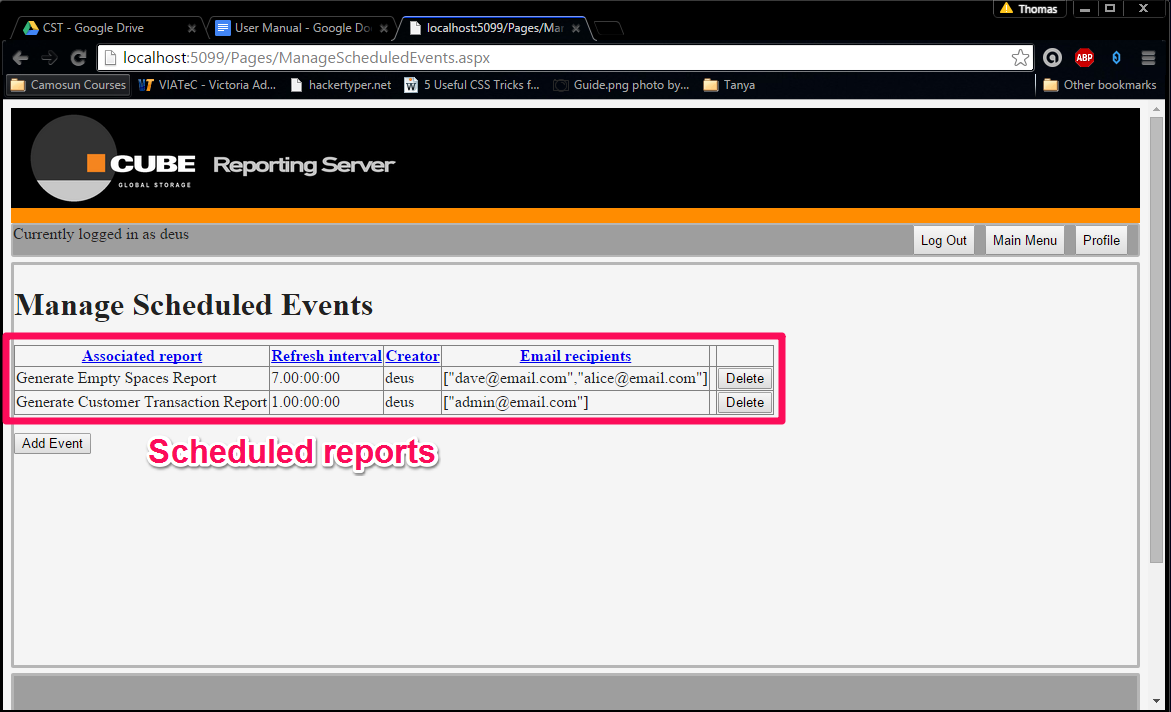 Thomas
CST - Google Drive
User Manual - Google Do
localhost:5099/Pages/Mar
localhost:5099/Pages/ManageScheduledEvents.aspx
ABP
Camosun Courses
VIATeC - Victoria Ad...
hackertyper.net
5 Useful CSS Tricks f...
Guide.png photo by...
Tanya
Other bookmarks
CUBE
GLOBAL STORAGE
Reporting Server
Currently logged in as deus
Log Out
Main Menu
Profile
Manage Scheduled Events
Associated report Refresh interval Creator Email recipients
Generate Empty Spaces Report 7.00:00:00 deus ["dave@email.com","alice@email.com"] Delete
Generate Customer Transaction Report 1.00:00:00 deus ["admin@email.com"] Delete
Add Event
Scheduled reports